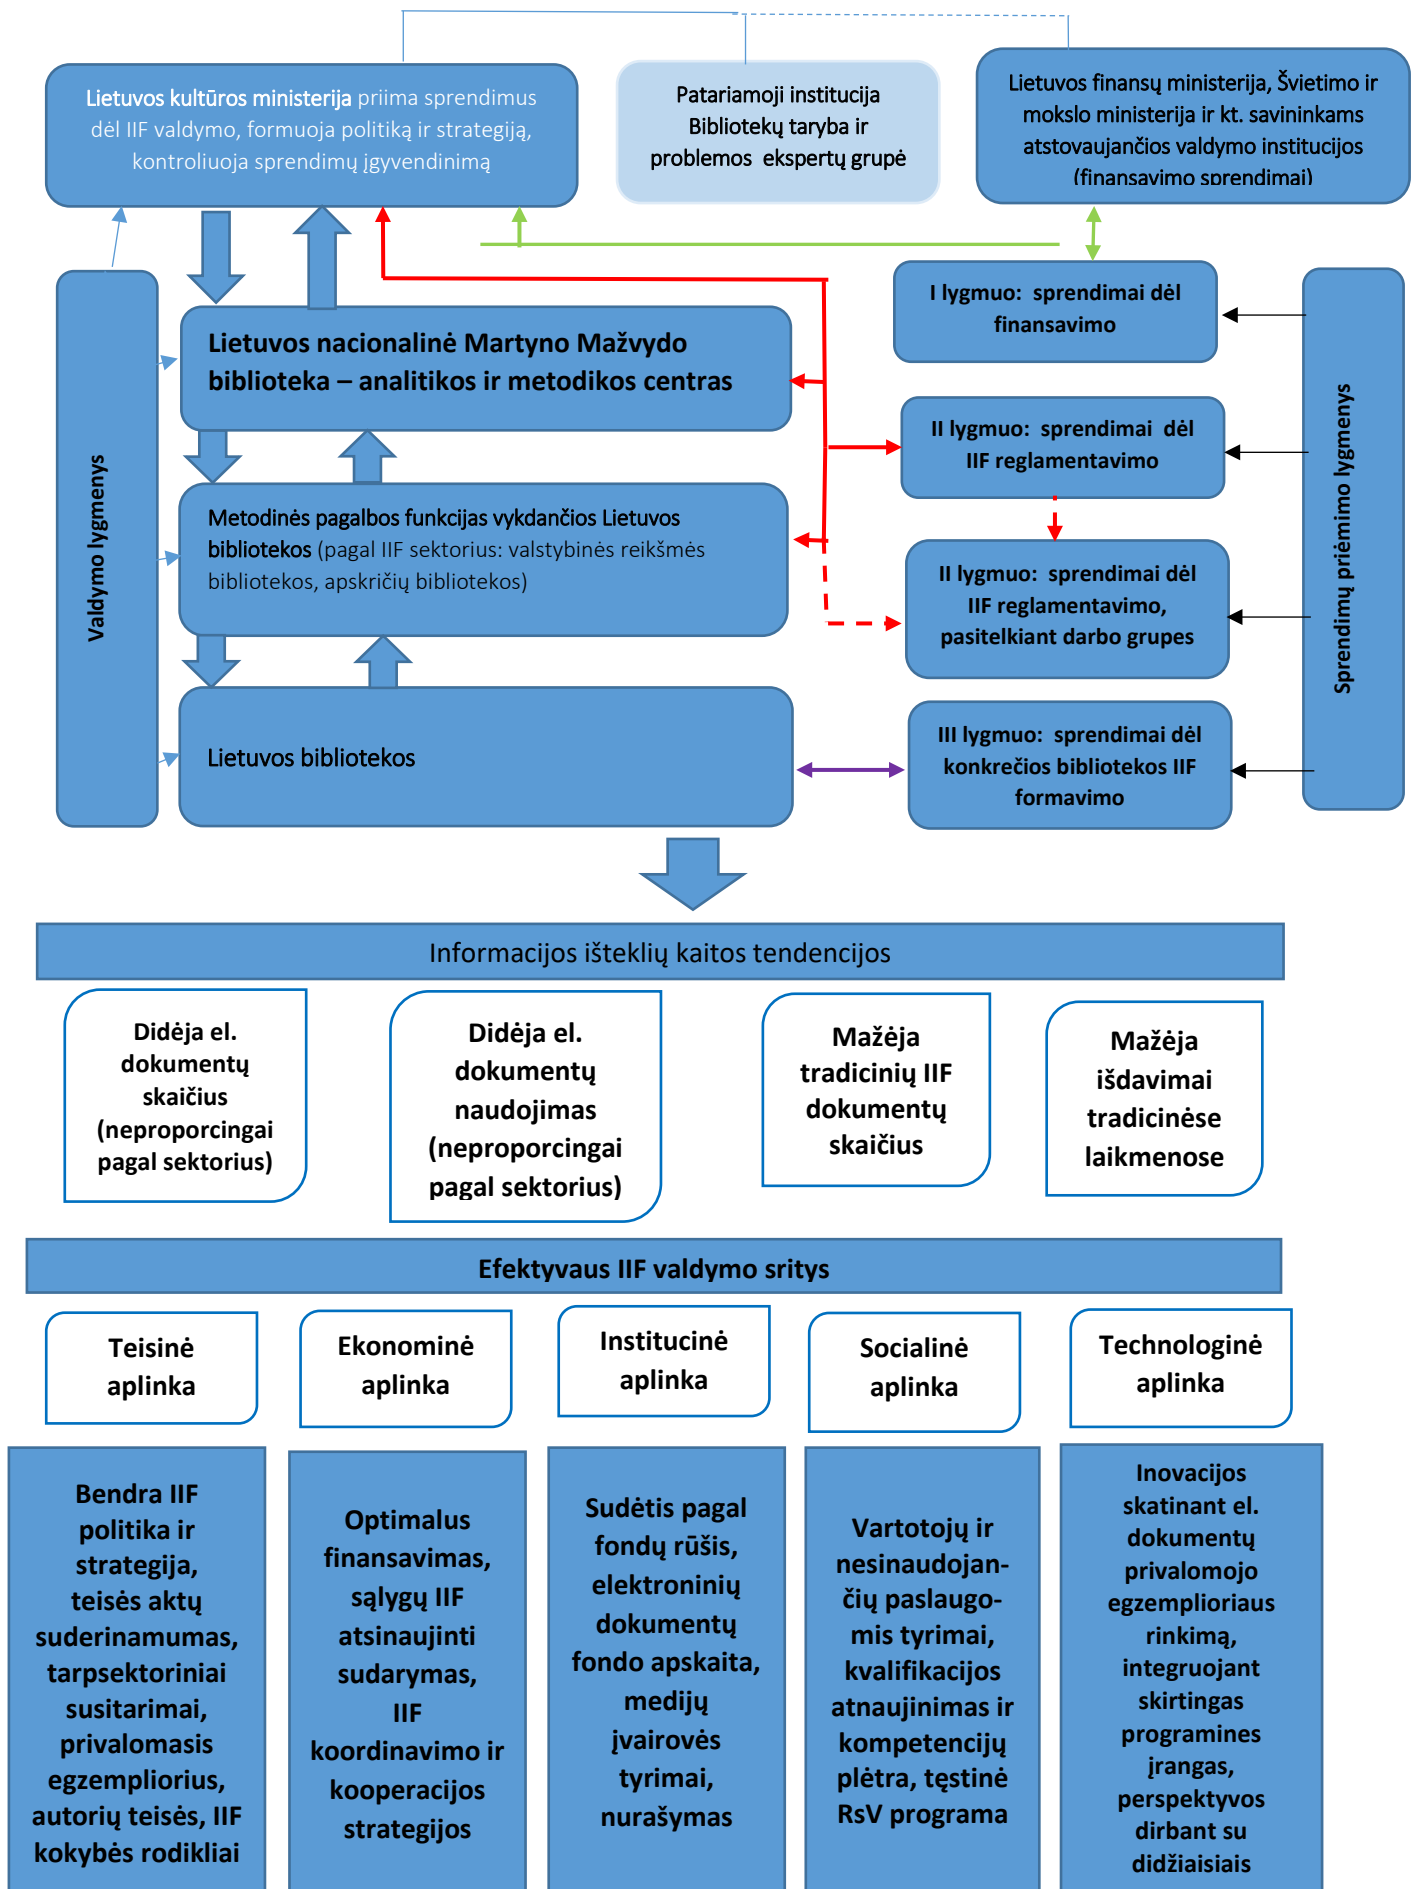 Lietuvos kultūros ministerija priima sprendimus
dėl IIF valdymo, formuoja politiką ir strategiją,
kontroliuoja sprendimų įgyvendinimą
Patariamoji institucija
Bibliotekų taryba ir
problemos ekspertų grupė
Lietuvos finansų ministerija, Švietimo ir
mokslo ministerija ir kt. savininkams
atstovaujančios valdymo institucijos
(finansavimo sprendimai)
Valdymo lygmenys
Lietuvos nacionalinė Martyno Mažvydo
biblioteka – analitikos ir metodikos centras
Metodinės pagalbos funkcijas vykdančios Lietuvos
bibliotekos (pagal IIF sektorius: valstybinės reikšmės
bibliotekos, apskričių bibliotekos)
Lietuvos bibliotekos
I lygmuo: sprendimai dėl
finansavimo
II lygmuo: sprendimai dėl
IIF reglamentavimo
II lygmuo: sprendimai dėl
IIF reglamentavimo,
pasitelkiant darbo grupes
III lygmuo: sprendimai dėl
konkrečios bibliotekos IIF
formavimo
Sprendimų priėmimo lygmenys
Informacijos išteklių kaitos tendencijos
Didėja el.
dokumentų
skaičius
(neproporcingai
pagal sektorius)
Didėja el.
dokumentų
naudojimas
(neproporcingai
pagal sektorius)
Mažėja
tradicinių IIF
dokumentų
skaičius
Mažėja
išdavimai
tradicinėse
laikmenose
Efektyvaus IIF valdymo sritys
Teisinė
aplinka
Ekonominė
aplinka
Institucinė
aplinka
Socialinė
aplinka
Technologinė
aplinka
Bendra IIF
politika ir
strategija,
teisės aktų
suderinamumas,
tarpsektoriniai
susitarimai,
privalomasis
egzempliorius,
autorių teisės, IIF
kokybės rodikliai
Optimalus
finansavimas,
sąlygų IIF
atsinaujinti
sudarymas,
IIF
koordinavimo ir
kooperacijos
strategijos
Sudėtis pagal
fondų rūšis,
elektroninių
dokumentų
fondo apskaita,
medijų
įvairovės
tyrimai,
nurašymas
Vartotojų ir
nesinaudojan-
čių paslaugo-
mis tyrimai,
kvalifikacijos
atnaujinimas ir
kompetencijų
plėtra, tęstinė
RsV programa
Inovacijos
skatinant el.
dokumentų
privalomojo
egzemplioriaus
rinkimą,
integruojant
skirtingas
programines
įrangas,
perspektyvos
dirbant su
didžiaisiais